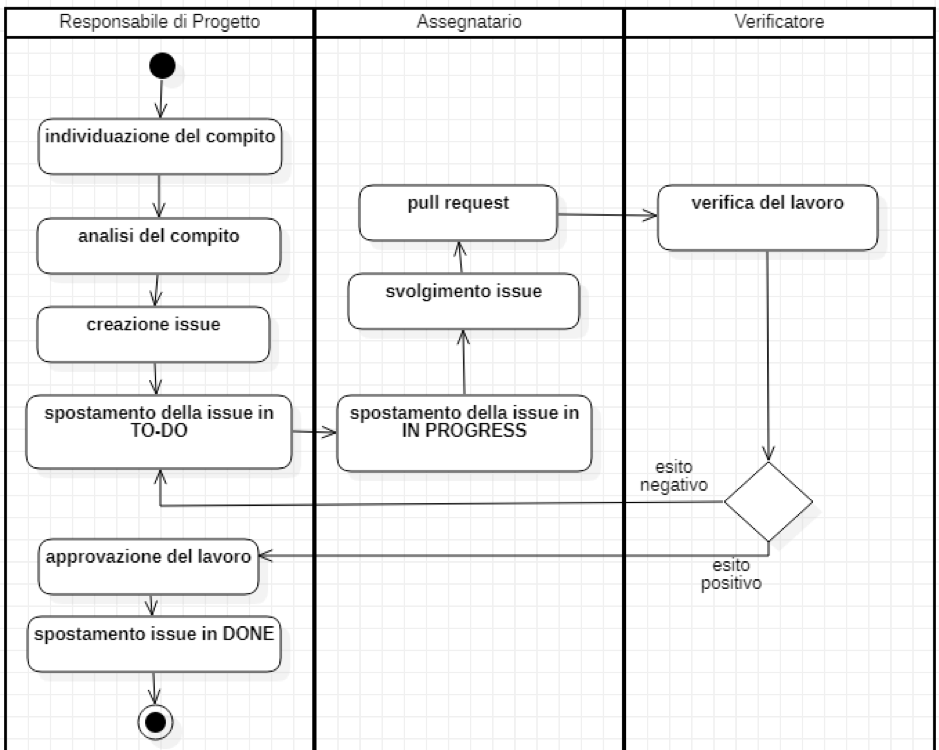 Responsabile di Progetto
Assegnatario
Verificatore
individuazione del compito
analisi del compito
creazione issue
spostamento della issue in
TO-DO
spostamento della issue in
IN PROGRESS
svolgimento issue
pull request
verifica del lavoro
esito
negativo
esito
positivo
approvazione del lavoro
spostamento issue in DONE